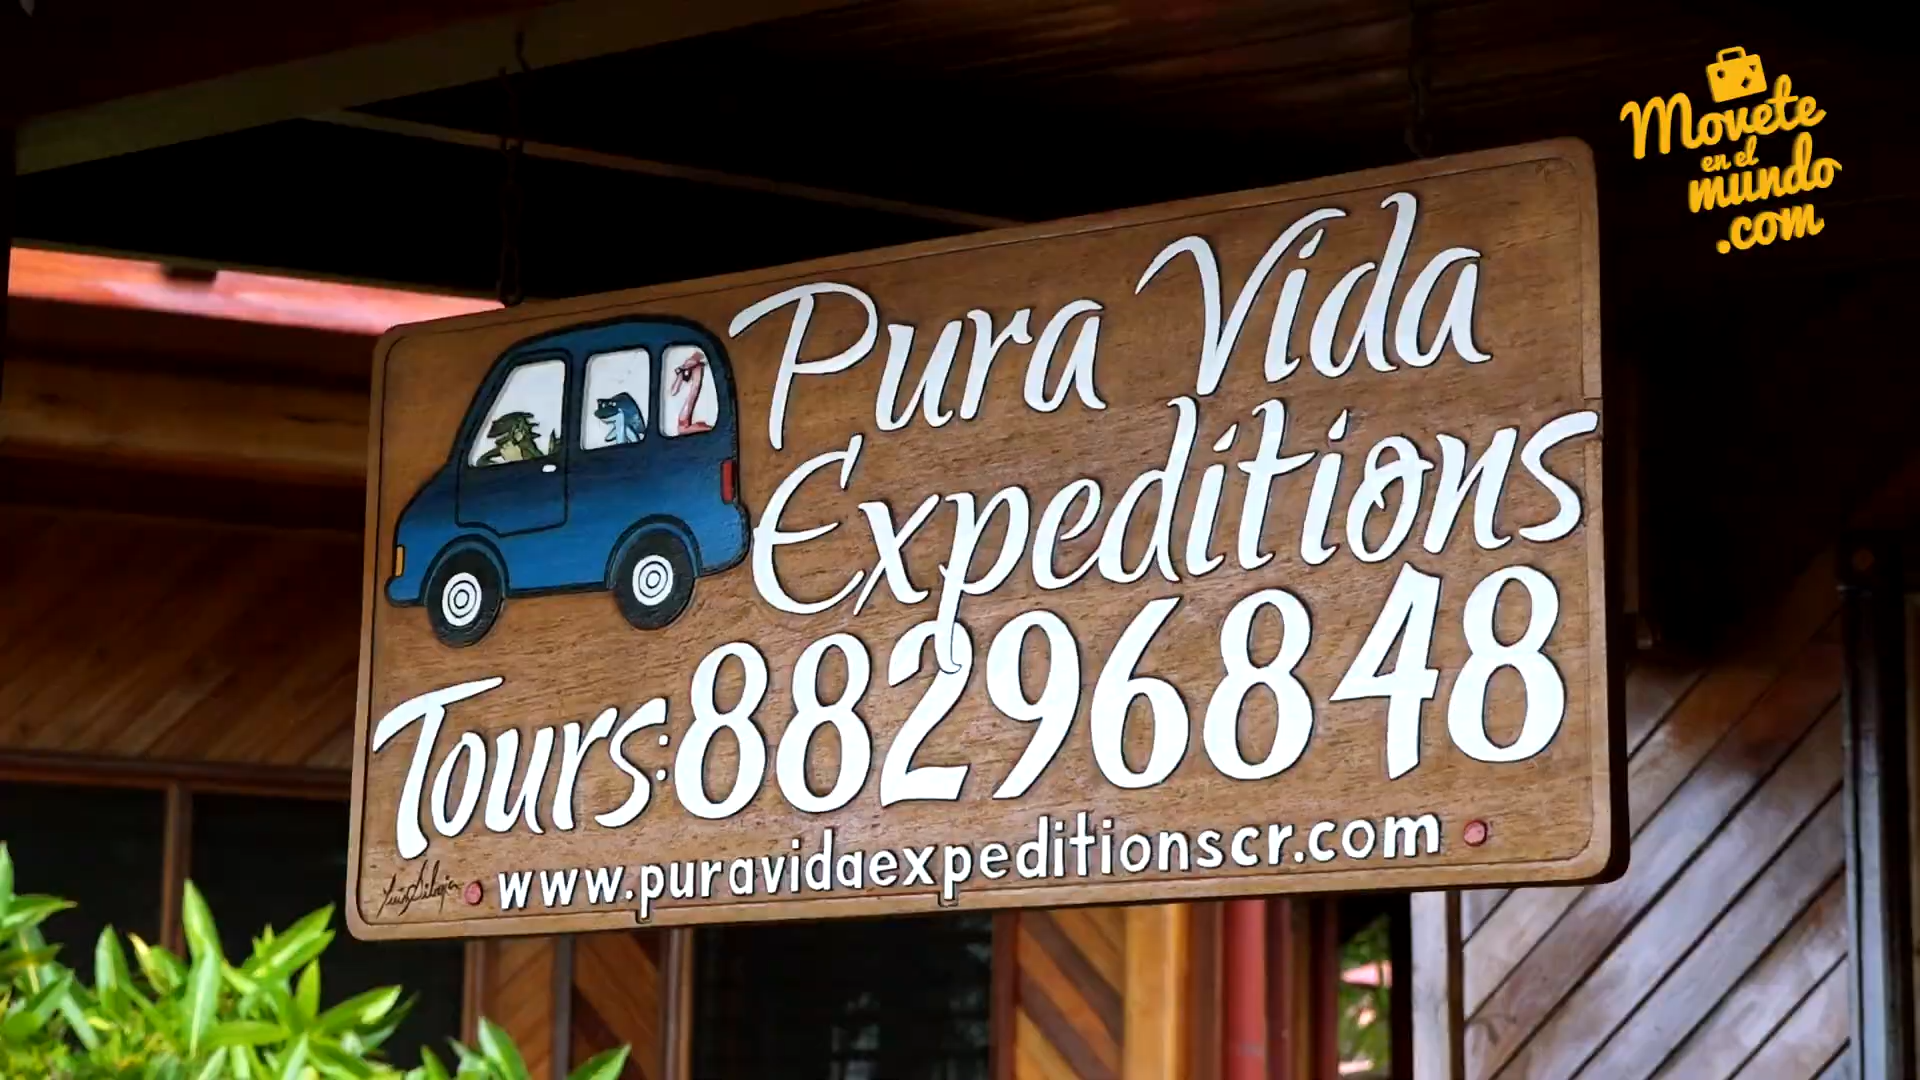 Movete
en el
mundo
.com
Pura Vida
Expeditions
Tours:88296848
www.puravidaexpeditionscr.com